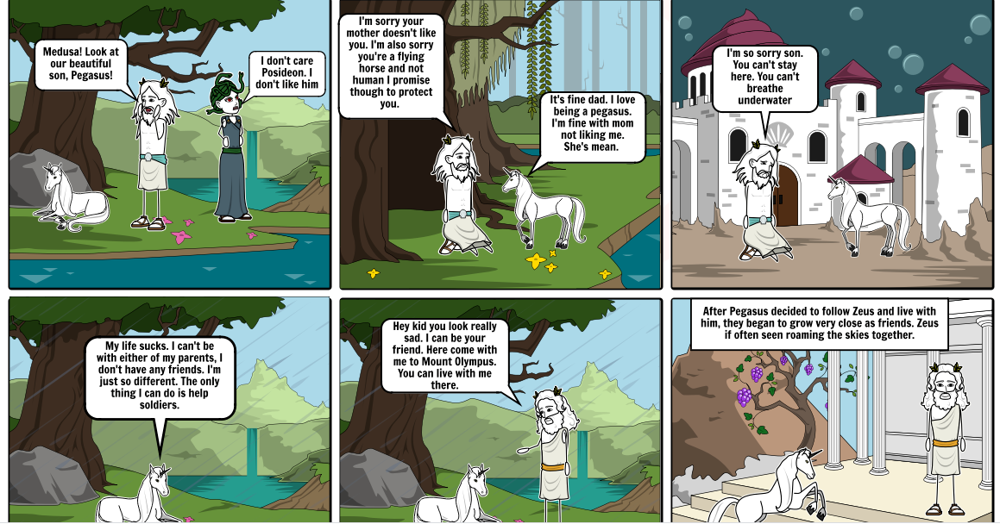 Medusa! Look at
our beautiful
son, Pegasus!
I don't care
Posideon. I
don't like him
I'm sorry your
mother doesn't like
you. I'm also sorry
you're a flying
horse and not
human I promise
though to protect
you.
It's fine dad. I love
being a pegasus.
I'm fine with mom
not liking me.
She's mean.
I'm so sorry son.
You can't stay
here. You can't
breathe
underwater
My life sucks. I can't be
with either of my parents, I
don't have any friends. I'm
just so different. The only
thing I can do is help
soldiers.
Hey kid you look really
sad. I can be your
friend. Here come with
me to Mount Olympus.
You can live with me
there.
After Pegasus decided to follow Zeus and live with
him, they began to grow very close as friends. Zeus
if often seen roaming the skies together.